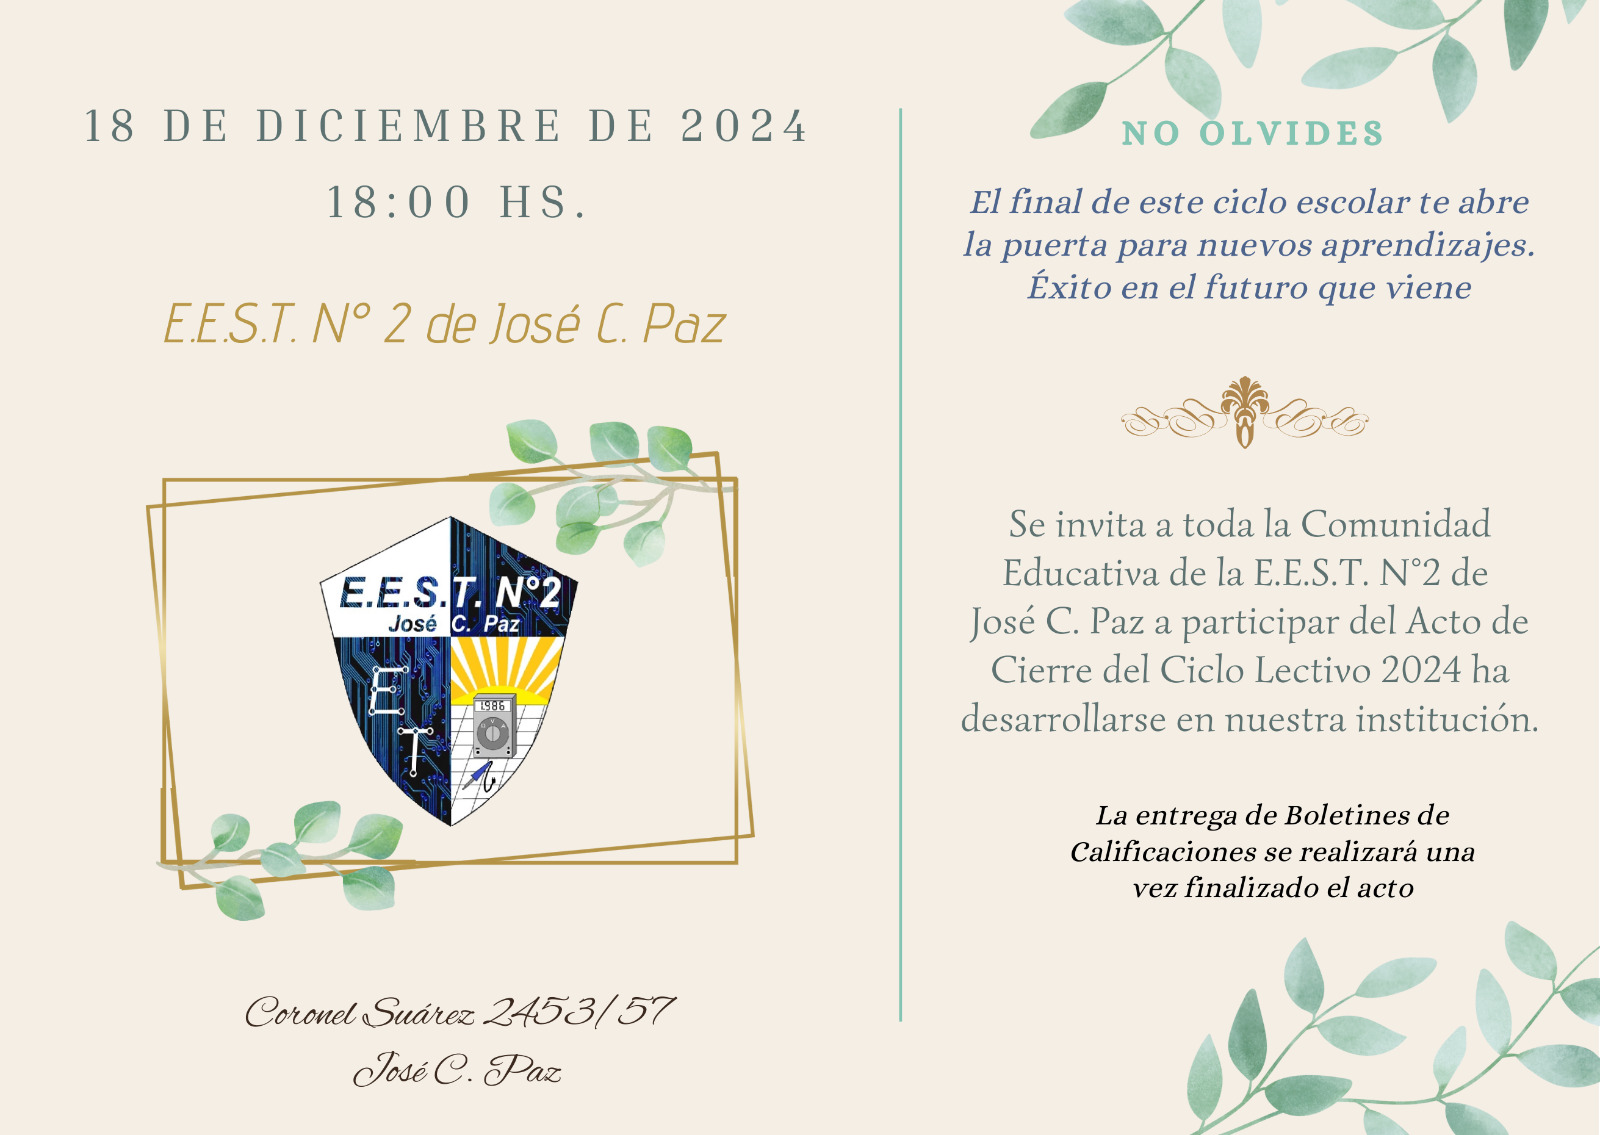 18 DE DICIEMBRE DE 2024
18:00 HS.
E.E.S.T. N° 2 de José C. Paz
E.E.S.T. N°2
José C. Paz
E
T
1.986
Coronel Suárez 2453/57
José C. Paz
NO OLVIDES
El final de este ciclo escolar te abre
la puerta para nuevos aprendizajes.
Éxito en el futuro que viene
Se invita a toda la Comunidad
Educativa de la E.E.S.T. N°2 de
José C. Paz a participar del Acto de
Cierre del Ciclo Lectivo 2024 ha
desarrollarse en nuestra institución.
La entrega de Boletines de
Calificaciones se realizará una
vez finalizado el acto